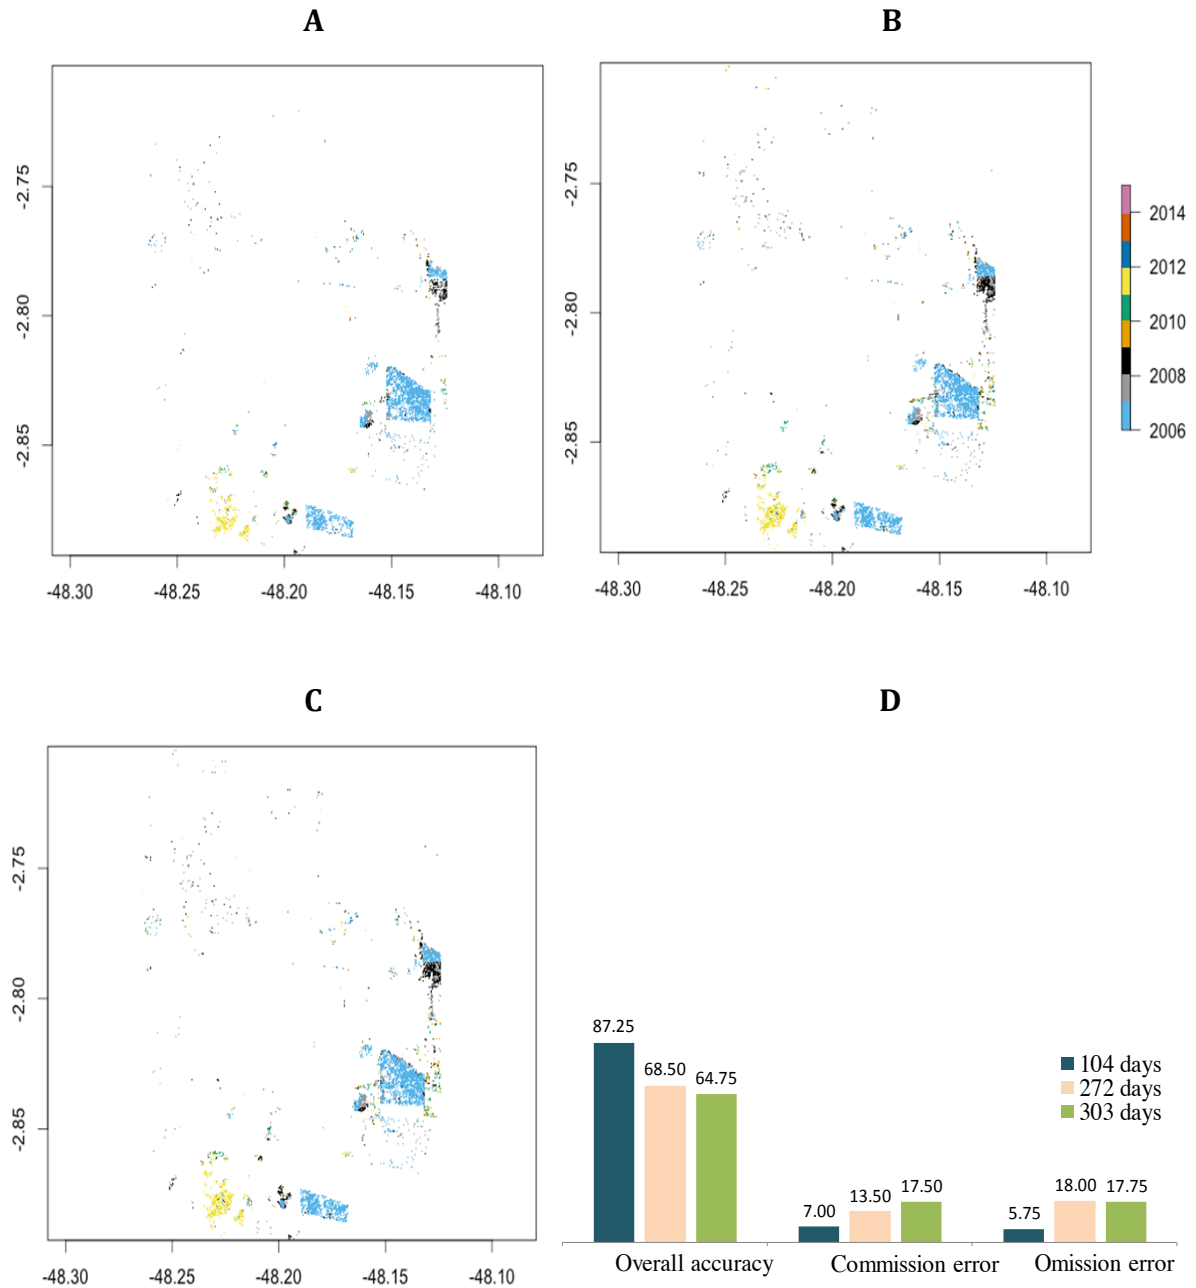 A
B
-2.75
-2.80
-2.85
-48.30 -48.25 -48.20 -48.15 -48.10
-2.75
-2.80
-2.85
-48.30 -48.25 -48.20 -48.15 -48.10
2014
2012
2010
2008
2006
C
D
-2.75
-2.80
-2.85
-48.30 -48.25 -48.20 -48.15 -48.10
87.25
68.50
64.75
7.00
13.50
17.50
5.75
18.00
17.75
104 days
272 days
303 days
Overall accuracy
Commission error
Omission error